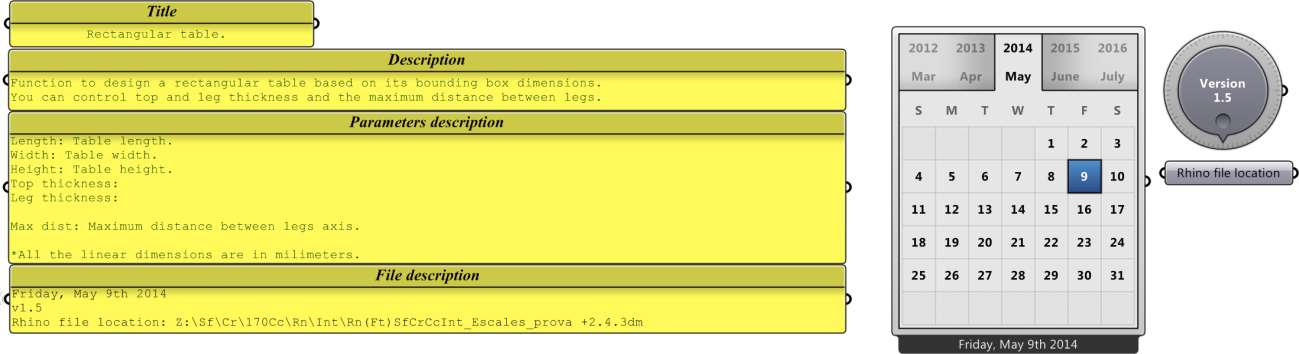 Title
Rectangular table.
Description
Function to design a rectangular table based on its bounding box dimensions.
You can control top and leg thickness and the maximum distance between legs.
Parameters description
Length: Table length.
Width: Table width.
Height: Table height.
Top thickness:
Leg thickness:
Max dist: Maximum distance between legs axis.
*All the linear dimensions are in milimeters.
File description
Friday, May 9th 2014
v1.5
Rhino file location: Z:\Sf\Cr\170Cc\Rn\Int\Rn(Ft)SfCrCcInt_Escales_prova +2.4.3dm
2012 2013 2014 2015 2016
Mar Apr May June July
S M T W T F S
1 2 3
4 5 6 7 8 9 10
11 12 13 14 15 16 17
18 19 20 21 22 23 24
25 26 27 28 29 30 31
Friday, May 9th 2014
Version
1.5
Rhino file location